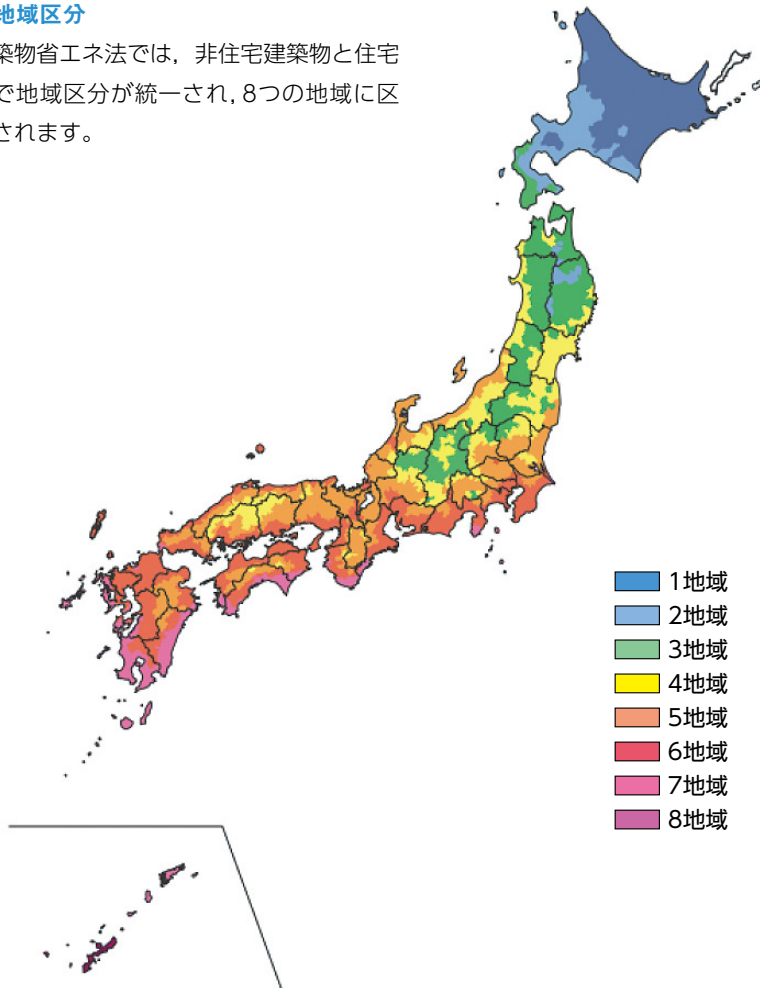 地域区分
築物省エネ法では，非住宅建築物と住宅
で地域区分が統一され，8つの地域に区
されます。
1地域
2地域
3地域
4地域
5地域
6地域
7地域
8地域